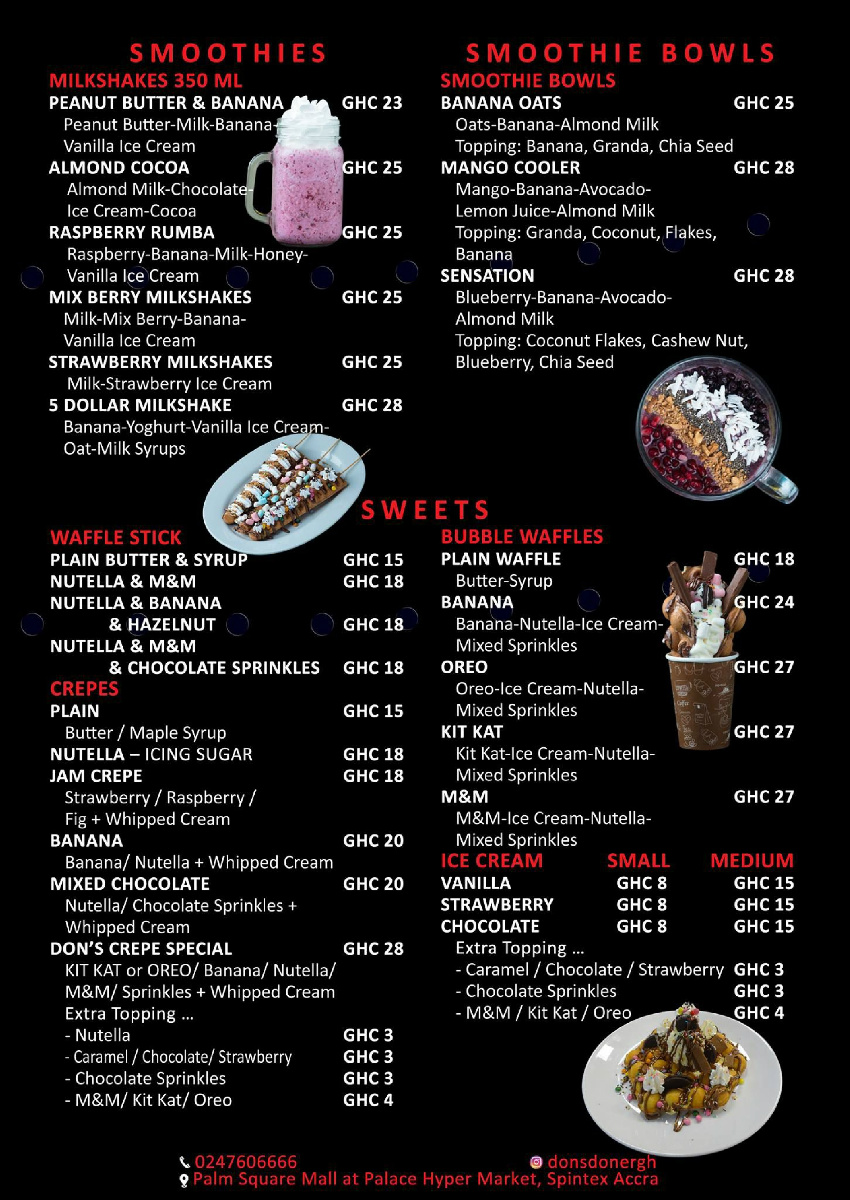 SMOOTHIES
MILKSHAKES 350 ML
PEANUT BUTTER & BANANA GHC 23
Peanut Butter-Milk-Banana-
Vanilla Ice Cream
ALMOND COCOA GHC 25
Almond Milk-Chocolate-
Ice Cream-Cocoa
RASPBERRY RUMBA GHC 25
Raspberry-Banana-Milk-Honey-
Vanilla Ice Cream
MIX BERRY MILKSHAKES GHC 25
Milk-Mix Berry-Banana-
Vanilla Ice Cream
STRAWBERRY MILKSHAKES GHC 25
Milk-Strawberry Ice Cream
5 DOLLAR MILKSHAKE GHC 28
Banana-Yoghurt-Vanilla Ice Cream-
Oat-Milk Syrups
SMOOTHIE BOWLS
SMOOTHIE BOWLS
BANANA OATS GHC 25
Oats-Banana-Almond Milk
Topping: Banana, Granda, Chia Seed
MANGO COOLER GHC 28
Mango-Banana-Avocado-
Lemon Juice-Almond Milk
Topping: Granda, Coconut, Flakes,
Banana
SENSATION GHC 28
Blueberry-Banana-Avocado-
Almond Milk
Topping: Coconut Flakes, Cashew Nut,
Blueberry, Chia Seed
SWEETS
WAFFLE STICK
PLAIN BUTTER & SYRUP GHC 15
NUTELLA & M&M GHC 18
NUTELLA & BANANA
& HAZELNUT GHC 18
NUTELLA & M&M
& CHOCOLATE SPRINKLES GHC 18
CREPES
PLAIN GHC 15
Butter / Maple Syrup
NUTELLA – ICING SUGAR GHC 18
JAM CREPE GHC 18
Strawberry / Raspberry /
Fig + Whipped Cream
BANANA GHC 20
Banana/ Nutella + Whipped Cream
MIXED CHOCOLATE GHC 20
Nutella/ Chocolate Sprinkles +
Whipped Cream
DON'S CREPE SPECIAL GHC 28
KIT KAT or OREO/ Banana/ Nutella/
M&M/ Sprinkles + Whipped Cream
Extra Topping ...
- Nutella GHC 3
- Caramel / Chocolate/ Strawberry GHC 3
- Chocolate Sprinkles GHC 3
- M&M/ Kit Kat/ Oreo GHC 4
BUBBLE WAFFLES
PLAIN WAFFLE GHC 18
Butter-Syrup
BANANA GHC 24
Banana-Nutella-Ice Cream-
Mixed Sprinkles
OREO GHC 27
Oreo-Ice Cream-Nutella-
Mixed Sprinkles
KIT KAT GHC 27
Kit Kat-Ice Cream-Nutella-
Mixed Sprinkles
M&M GHC 27
M&M-Ice Cream-Nutella-
Mixed Sprinkles
ICE CREAM SMALL MEDIUM
VANILLA GHC 8 GHC 15
STRAWBERRY GHC 8 GHC 15
CHOCOLATE GHC 8 GHC 15
Extra Topping ...
- Caramel / Chocolate / Strawberry GHC 3
- Chocolate Sprinkles GHC 3
- M&M / Kit Kat / Oreo GHC 4
0247606666
donsdonergh
Palm Square Mall at Palace Hyper Market, Spintex Accra